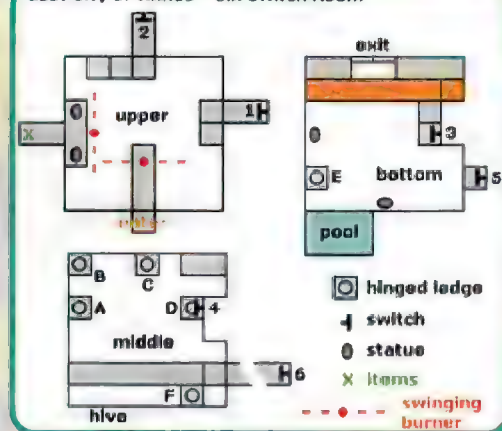 2
upper
1
X
exit
3
E
bottom
5
pool
B
C
A
D
4
middle
6
F
hive
hinged ledge
switch
statue
X items
swinging
burner